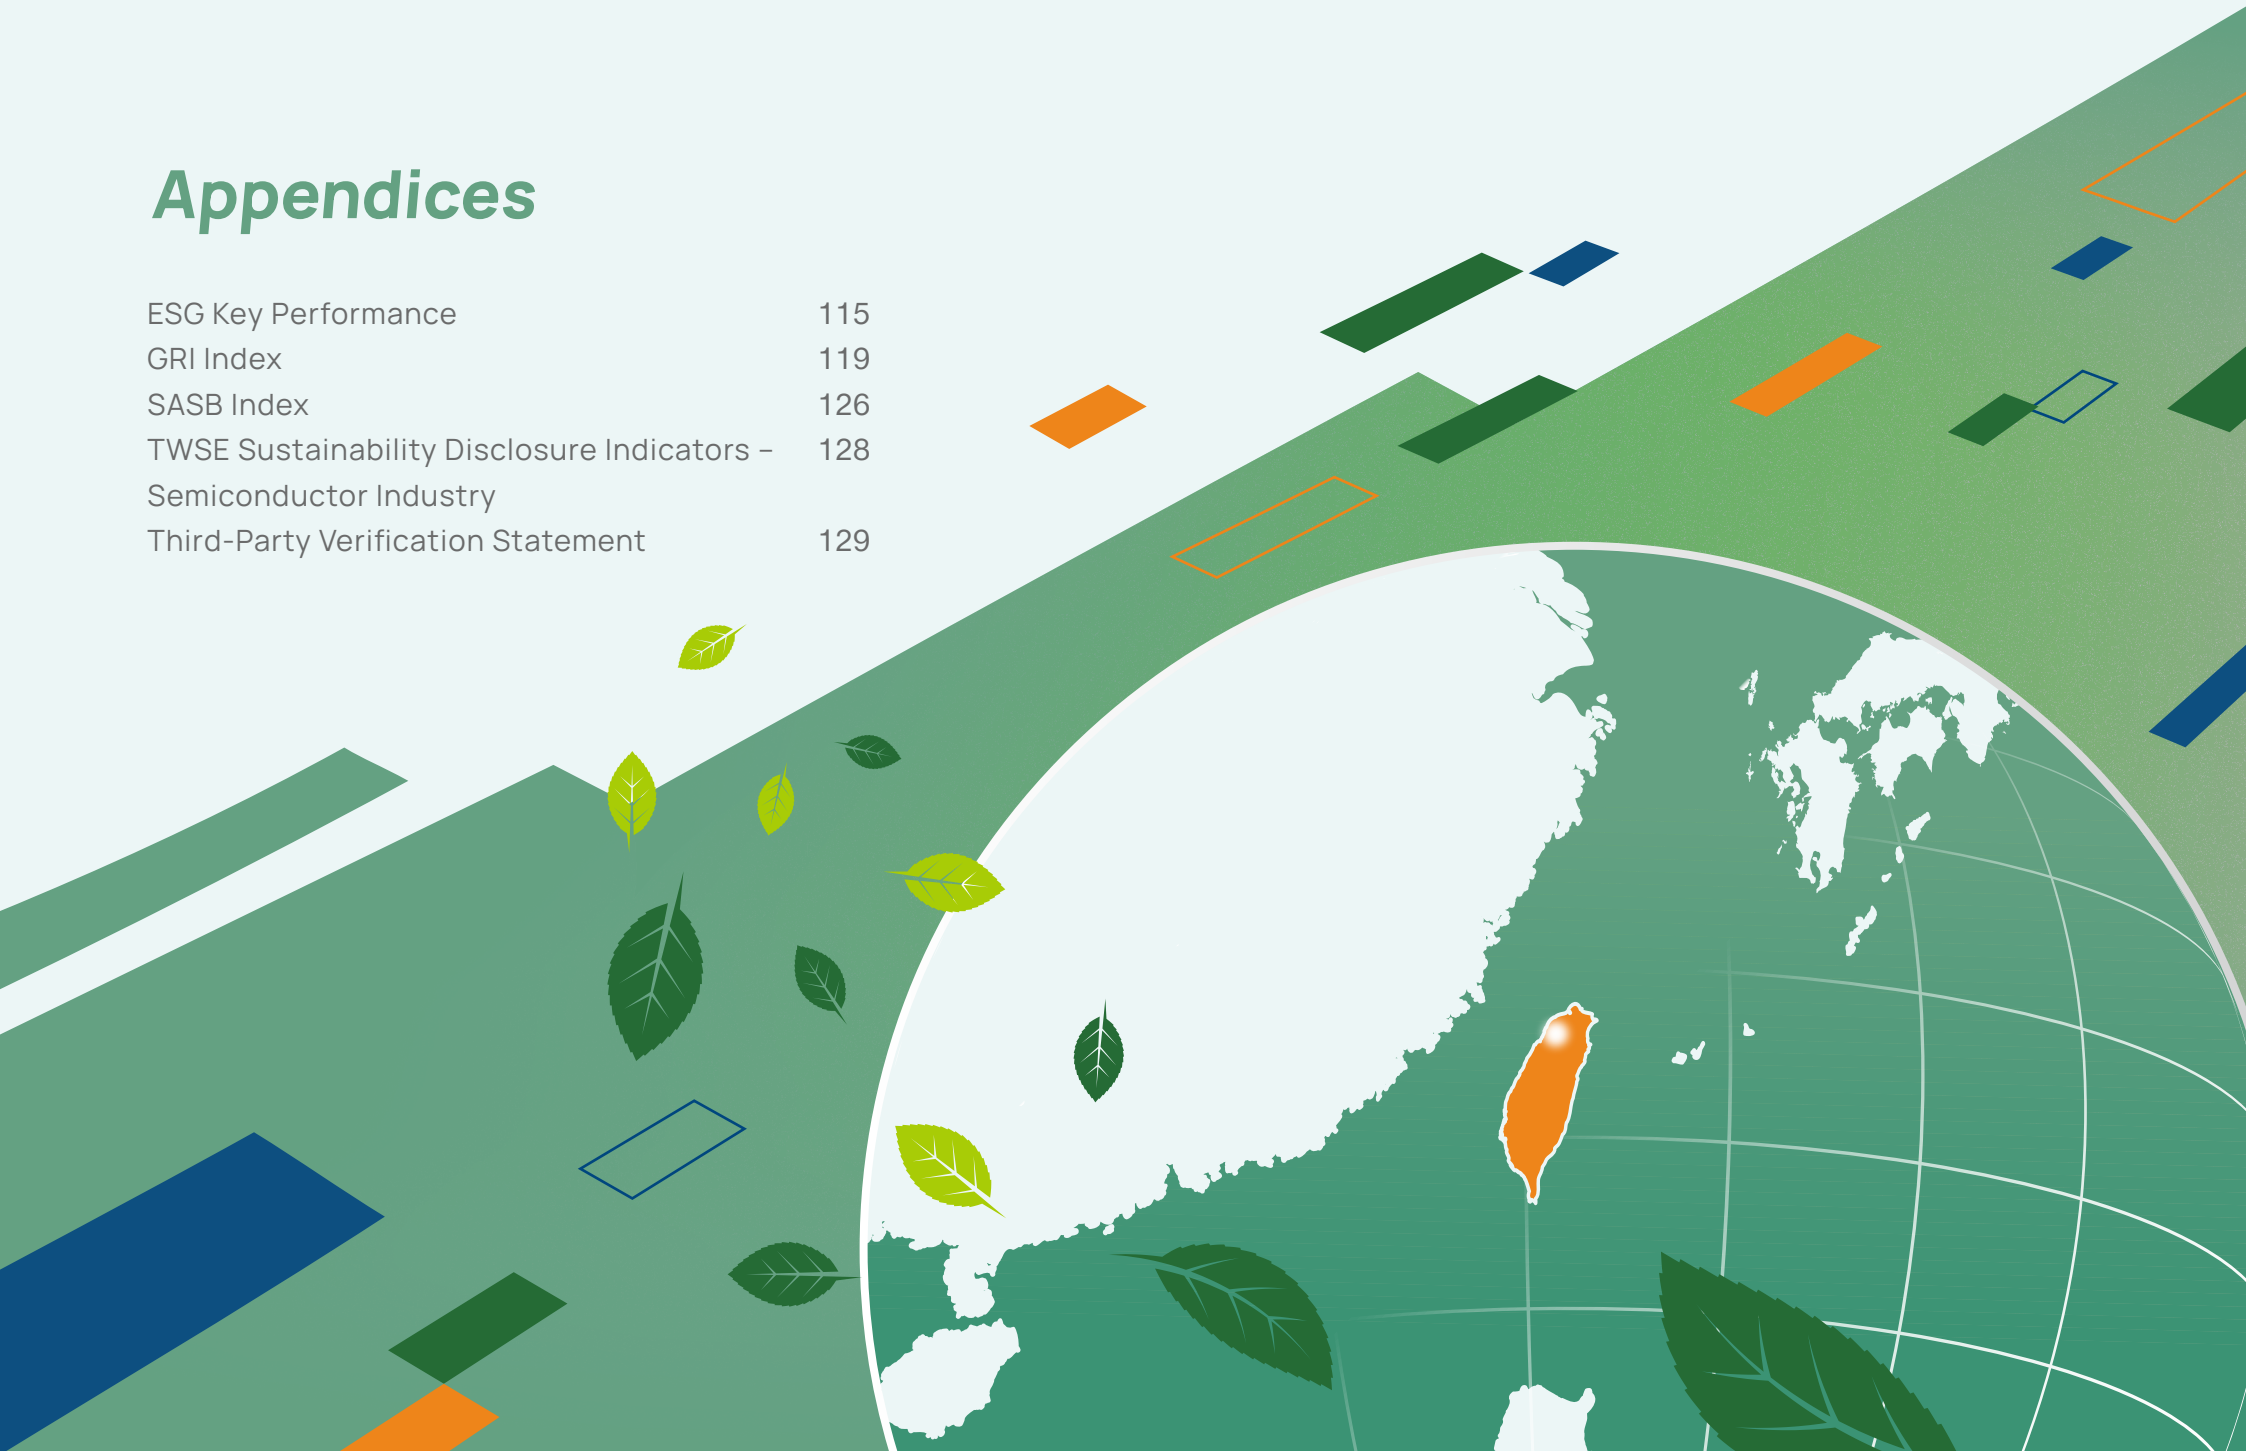 Appendices
ESG Key Performance 115
GRI Index 119
SASB Index 126
TWSE Sustainability Disclosure Indicators – 128
Semiconductor Industry
Third-Party Verification Statement 129